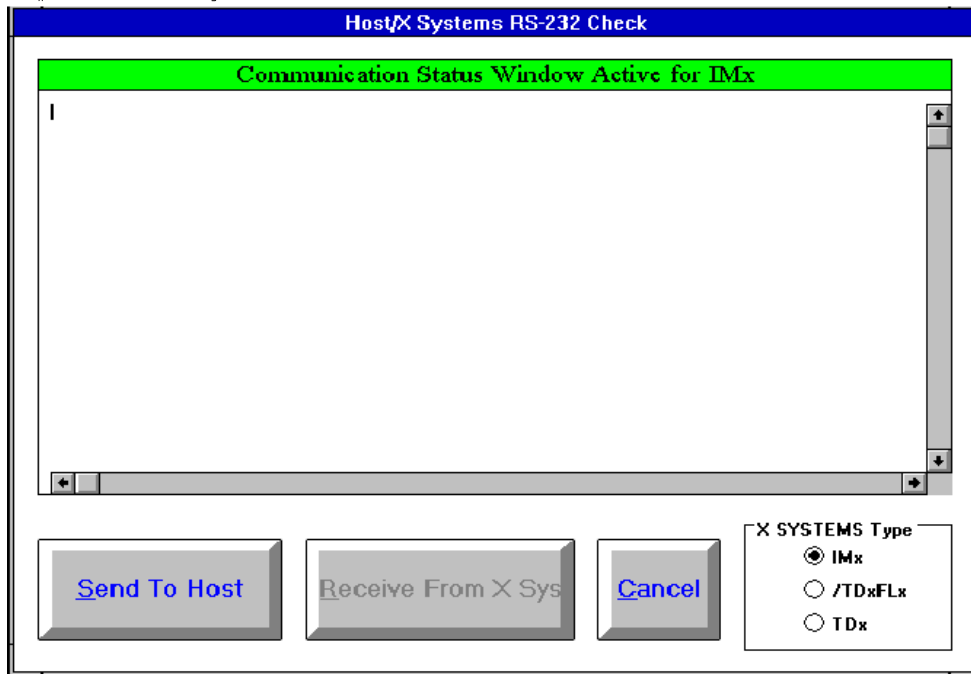 Host/X Systems RS-232 Check
Communication Status Window Active for IMx
X SYSTEMS Type
IMx
Send To Host Receive From X Sys Cancel /TDxFLx
TDx